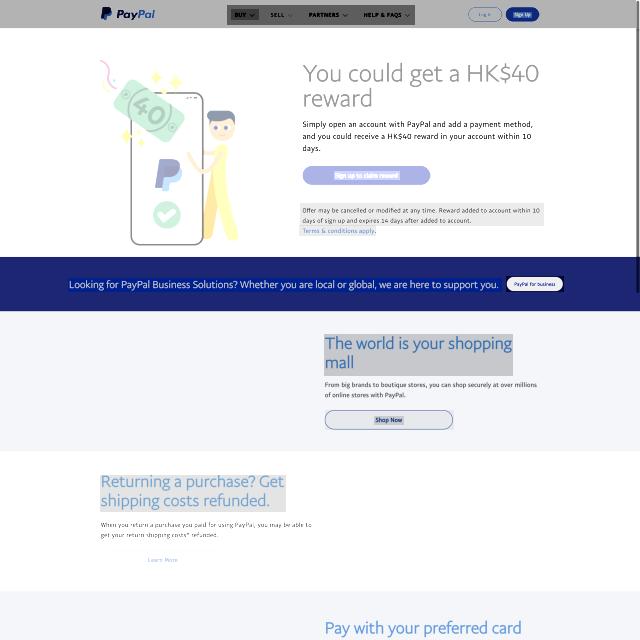 PayPal
BUY SELL PARTNERS HELP & FAQS
Log In Sign Up
40
You could get a HK$40
reward
Simply open an account with PayPal and add a payment method,
and you could receive a HK$40 reward in your account within 10
days.
Sign up to claim reward
Offer may be cancelled or modified at any time. Reward added to account within 10
days of sign up and expires 14 days after added to account.
Terms & conditions apply.
Looking for PayPal Business Solutions? Whether you are local or global, we are here to support you.
PayPal for business
The world is your shopping
mall
From big brands to boutique stores, you can shop securely at over millions
of online stores with PayPal.
Shop Now
Returning a purchase? Get
shipping costs refunded.
When you return a purchase you paid for using PayPal, you may be able to
get your return shipping costs* refunded.
Learn More
Pay with your preferred card